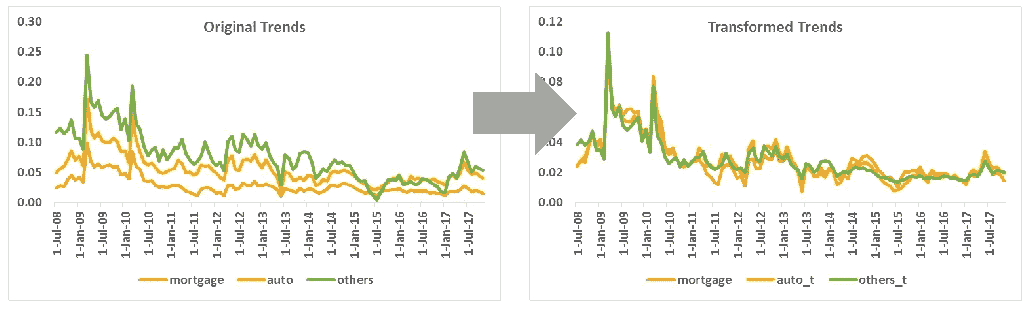 Original Trends
0.30
0.25
0.20
0.15
0.10
0.05
0.00
1-Jul-08
1-Jan-09
1-Jul-09
1-Jan-10
1-Jul-10
1-Jan-11
1-Jul-11
1-Jan-12
1-Jul-12
1-Jan-13
1-Jul-13
1-Jan-14
1-Jul-14
1-Jan-15
1-Jul-15
1-Jan-16
1-Jul-16
1-Jan-17
1-Jul-17
mortgage auto others
Transformed Trends
0.12
0.10
0.08
0.04
0.02
0.00
1-Jul-08
1-Jan-09
1-Jul-09
1-Jan-10
1-Jul-10
1-Jan-11
1-Jul-11
1-Jan-12
1-Jul-12
1-Jan-13
1-Jul-13
1-Jan-14
1-Jul-14
1-Jan-15
1-Jul-15
1-Jan-16
1-Jul-16
1-Jan-17
1-Jul-17
mortgage auto_t others_t